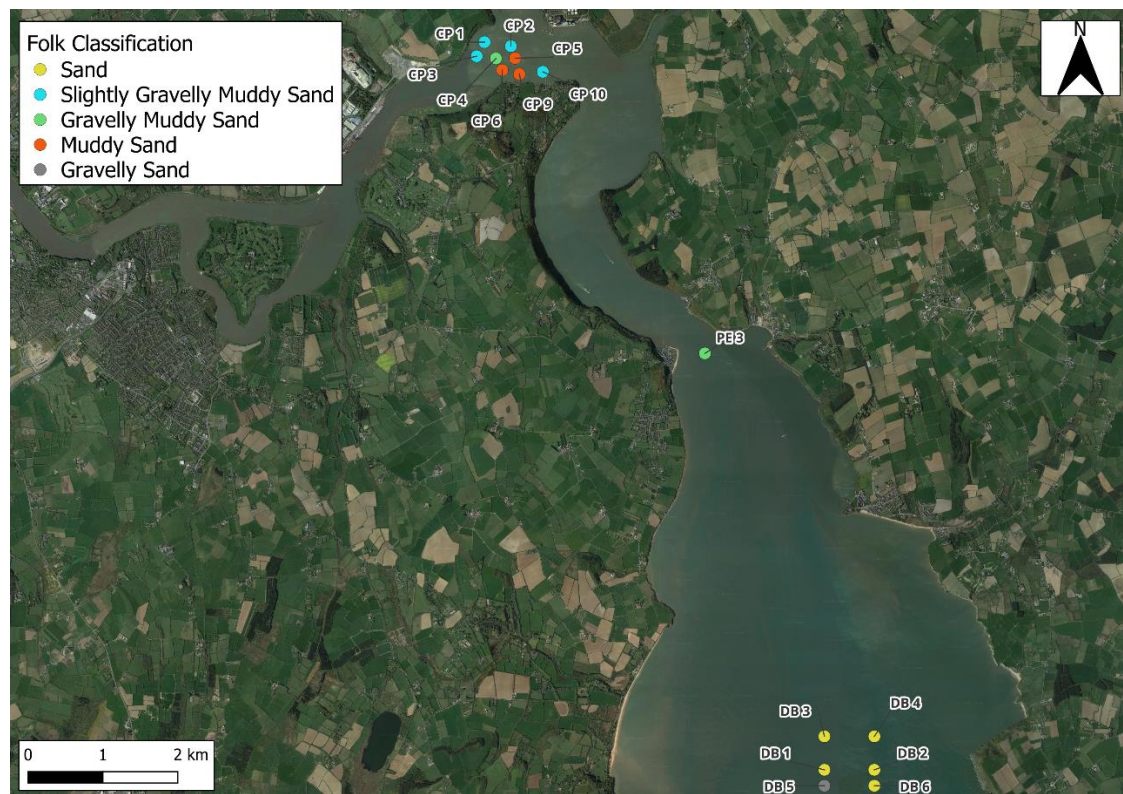 Folk Classification
Sand
Slightly Gravelly Muddy Sand
Gravelly Muddy Sand
Muddy Sand
Gravelly Sand
N
CP 1
CP 2
CP 3
CP 5
CP 4
CP 9
CP 10
CP 6
PE 3
DB 3
DB 4
DB 1
DB 2
DB 5
DB 6
0 1 2 km